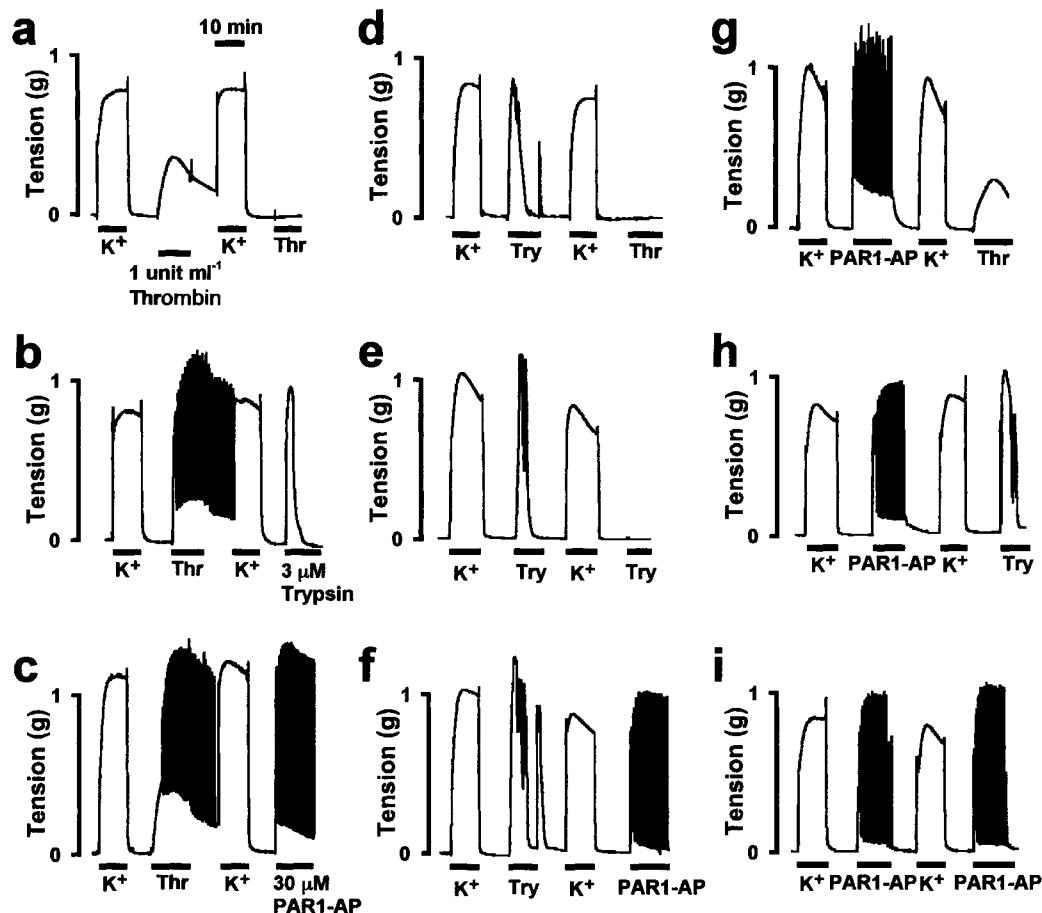 a
10 min
Tension (g)
1
0
K⁺
K⁺
Thr
1 unit ml⁻¹
Thrombin
d
Tension (g)
1
0
K⁺
Try
K⁺
Thr
g
Tension (g)
1
0
K⁺
PAR1-AP
K⁺
Thr
b
Tension (g)
1
0
K⁺
Thr
K⁺
3 μM
Trypsin
e
Tension (g)
1
0
K⁺
Try
K⁺
Try
h
Tension (g)
1
0
K⁺
PAR1-AP
K⁺
Try
c
Tension (g)
1
0
K⁺
Thr
K⁺
30 μM
PAR1-AP
f
Tension (g)
1
0
K⁺
Try
K⁺
PAR1-AP
i
Tension (g)
1
0
K⁺
PAR1-AP
K⁺
PAR1-AP